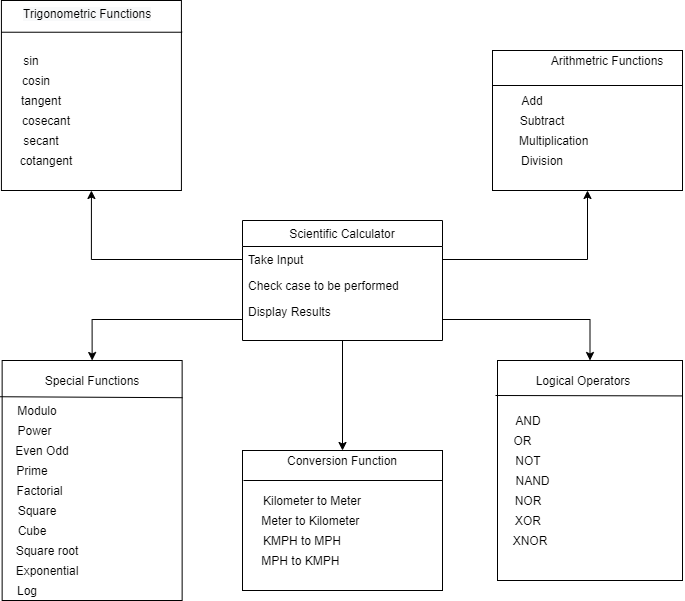 Trigonometric Functions
sin
cosin
tangent
cosecant
secant
cotangent
Arithmetric Functions
Add
Subtract
Multiplication
Division
Scientific Calculator
Take Input
Check case to be performed
Display Results
Special Functions
Modulo
Power
Even Odd
Prime
Factorial
Square
Cube
Square root
Exponential
Log
Conversion Function
Kilometer to Meter
Meter to Kilometer
KMPH to MPH
MPH to KMPH
Logical Operators
AND
OR
NOT
NAND
NOR
XOR
XNOR